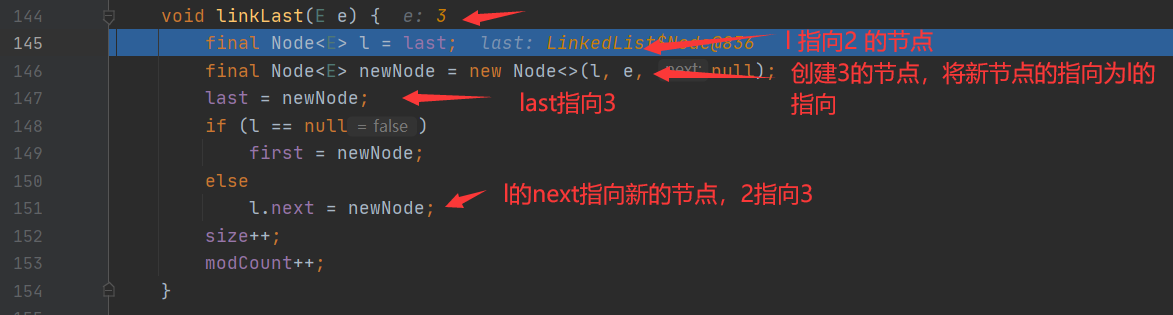 144 void linkLast(E e) { e: 3
145 final Node<E> l = last; last: LinkedList$Node@836 l 指向2 的节点
146 final Node<E> newNode = new Node<>(l, e, next: null); 创建3的节点，将新节点的指向为l的
指向
147 last = newNode; last指向3
148 if (l == null = false )
149 first = newNode;
150 else
151 l.next = newNode; l的next指向新的节点，2指向3
152 size++;
153 modCount++;
154 }